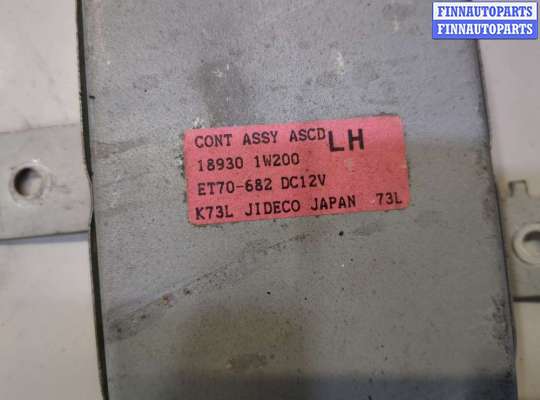 FINNAUTOPARTS
FINNAUTOPARTS
CONT ASSY ASCD LH
18930 1W200
ET70-682 DC12V
K73L JIDECO JAPAN 73L